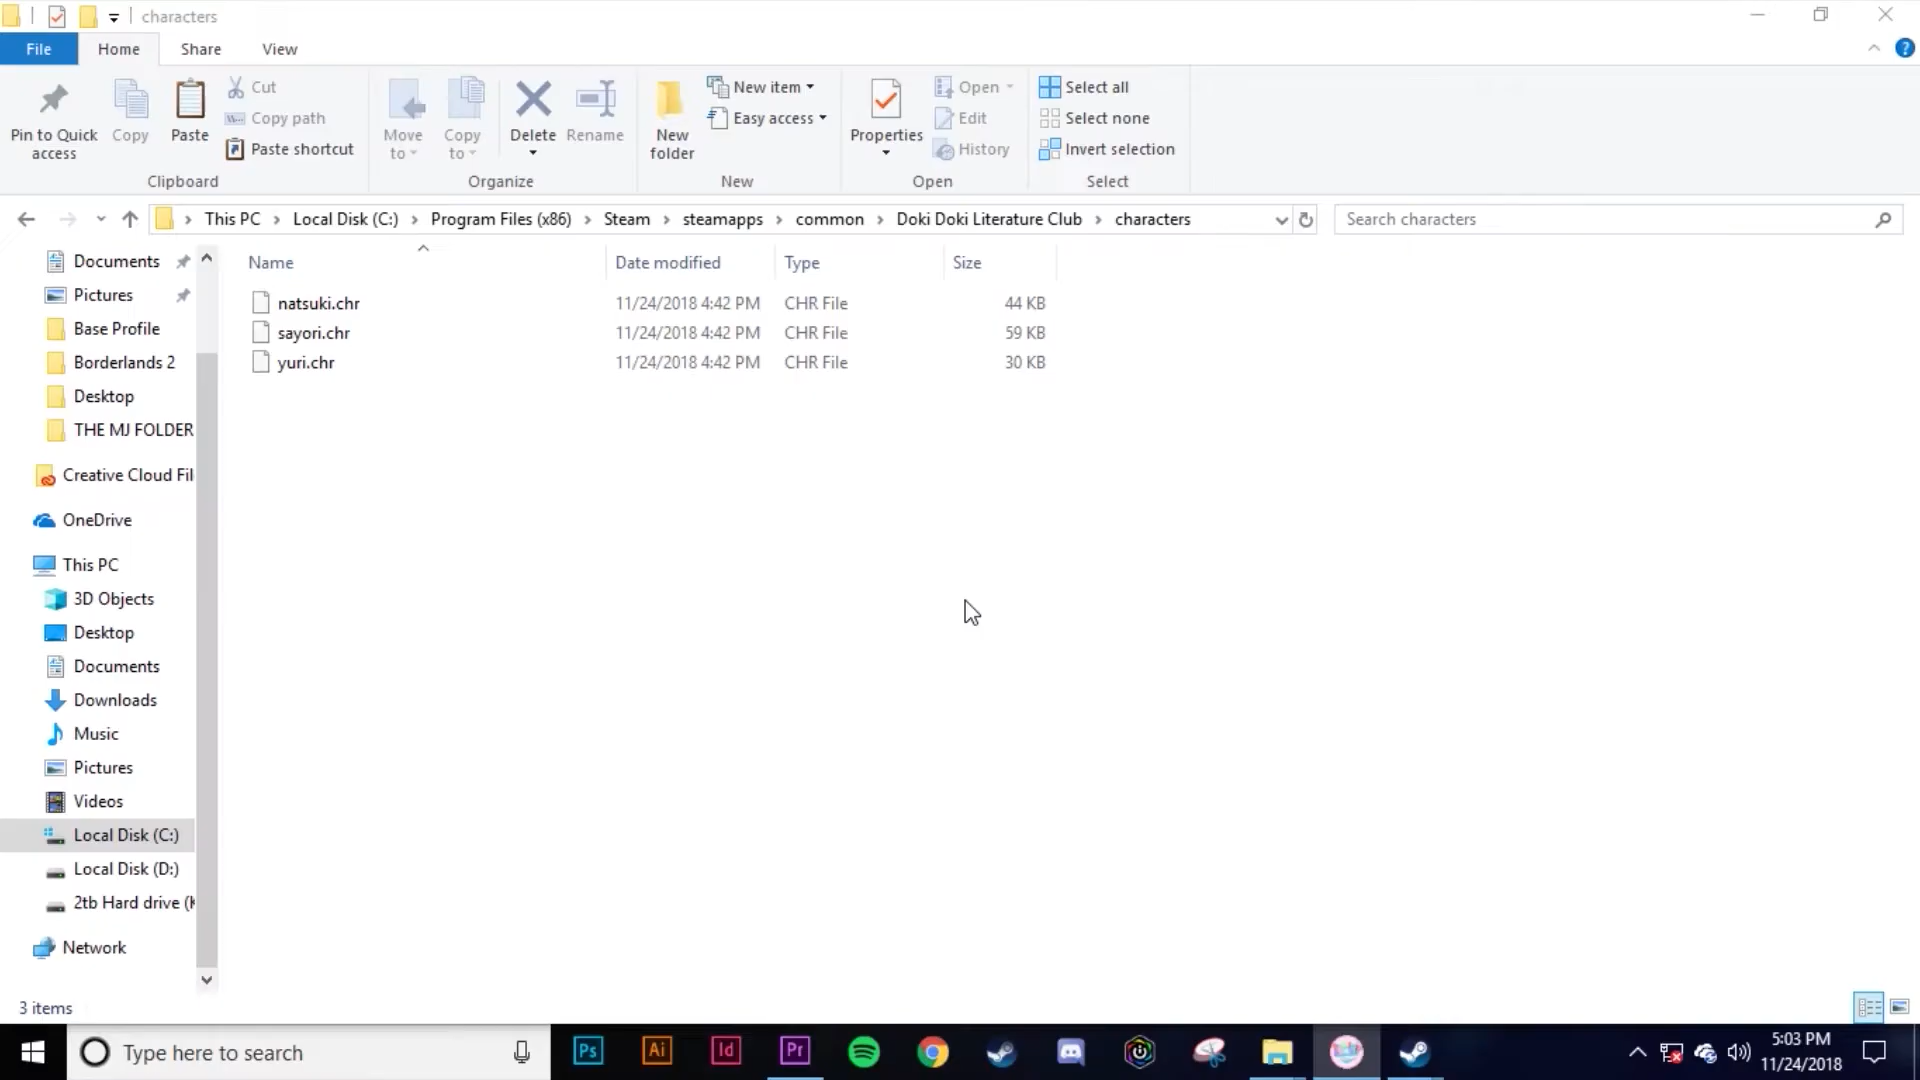 characters
File Home Share View
Pin to Quick access
Copy
Paste
Cut
Copy path
Paste shortcut
Clipboard
Move to
Copy to
Delete
Rename
Organize
New folder
New item
Easy access
New
Properties
Open
Edit
History
Open
Select all
Select none
Invert selection
Select
This PC > Local Disk (C:) > Program Files (x86) > Steam > steamapps > common > Doki Doki Literature Club > characters
Search characters
Name Date modified Type Size
natsuki.chr 11/24/2018 4:42 PM CHR File 44 KB
sayori.chr 11/24/2018 4:42 PM CHR File 59 KB
yuri.chr 11/24/2018 4:42 PM CHR File 30 KB
Documents
Pictures
Base Profile
Borderlands 2
Desktop
THE MJ FOLDER
Creative Cloud Fil
OneDrive
This PC
3D Objects
Desktop
Documents
Downloads
Music
Pictures
Videos
Local Disk (C:)
Local Disk (D:)
2tb Hard drive (K
Network
3 items
Type here to search
Ps Ai Id Pr
5:03 PM
11/24/2018